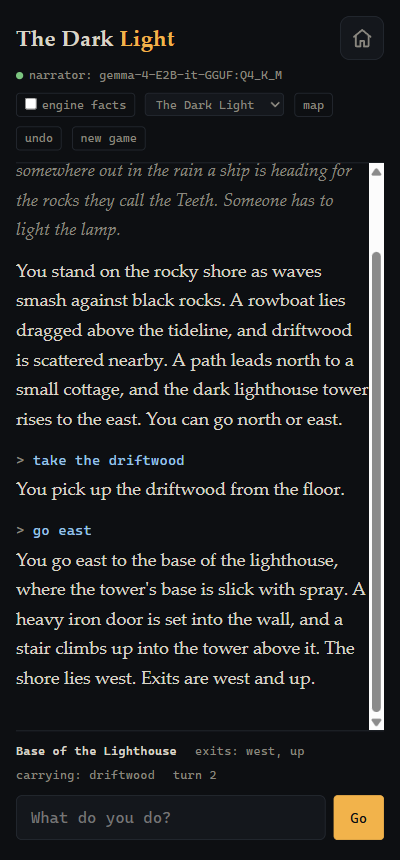 The Dark Light
narrator: gemma-4-E2B-it-GGUF:Q4_K_M
engine facts The Dark Light map
undo new game
somewhere out in the rain a ship is heading for
the rocks they call the Teeth. Someone has to
light the lamp.
You stand on the rocky shore as waves
smash against black rocks. A rowboat lies
dragged above the tideline, and driftwood
is scattered nearby. A path leads north to a
small cottage, and the dark lighthouse tower
rises to the east. You can go north or east.
> take the driftwood
You pick up the driftwood from the floor.
> go east
You go east to the base of the lighthouse,
where the tower's base is slick with spray. A
heavy iron door is set into the wall, and a
stair climbs up into the tower above it. The
shore lies west. Exits are west and up.
Base of the Lighthouse exits: west, up
carrying: driftwood turn 2
What do you do? Go